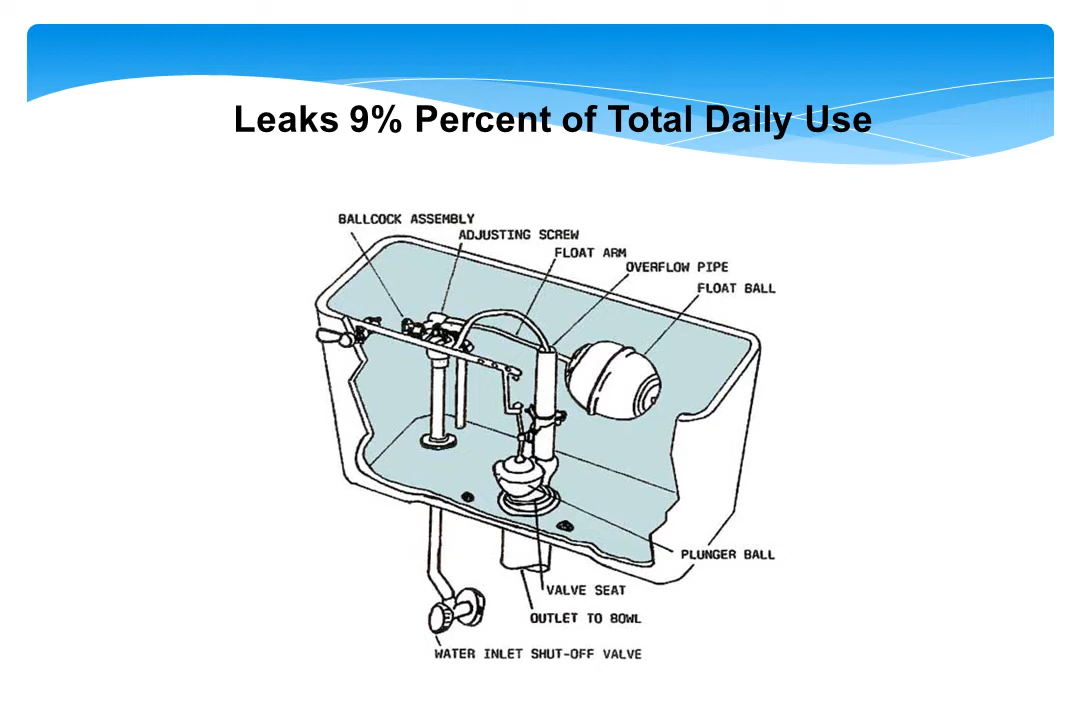 Leaks 9% Percent of Total Daily Use
BALLCOCK ASSEMBLY
ADJUSTING SCREW
FLOAT ARM
OVERFLOW PIPE
FLOAT BALL
PLUNGER BALL
VALVE SEAT
OUTLET TO BOWL
WATER INLET SHUT-OFF VALVE